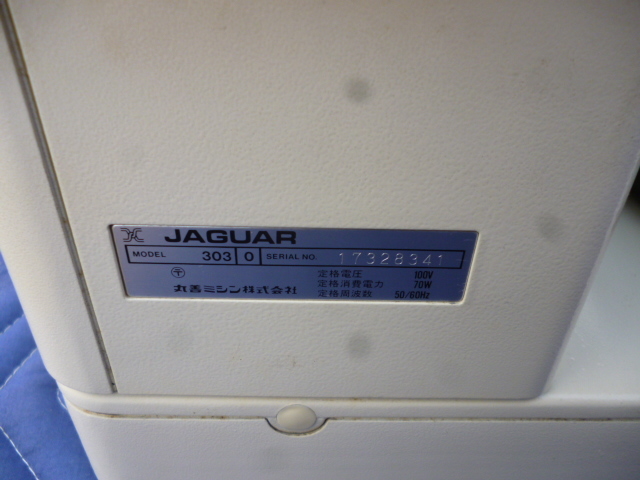 JAGUAR
MODEL 303 0 SERIAL NO. 17328341
〒 定格電圧 100V
丸善ミシン株式会社 定格消費電力 70W
定格周波数 50/60Hz